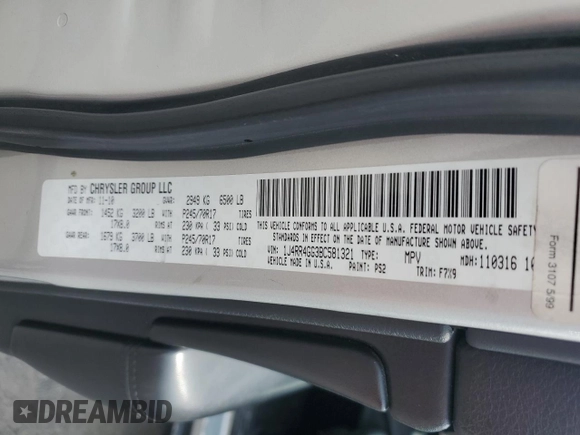 MFD BY CHRYSLER GROUP LLC
DATE OF MFR 11-10 GVWR: 2949 KG 6500 LB
GAWR FRONT: 1452 KG 3200 LB P245/70R17 TIRES
17X8.0 RIMS AT 230 KPA ( 33 PSI) COLD
GAWR REAR: 1678 KG 3700 LB P245/70R17 TIRES
17X8.0 RIMS AT 230 KPA ( 33 PSI) COLD
THIS VEHICLE CONFORMS TO ALL APPLICABLE U.S.A. FEDERAL MOTOR VEHICLE SAFETY
STANDARDS IN EFFECT ON THE DATE OF MANUFACTURE SHOWN ABOVE.
VIN: 1J4RR4GG3BC581321 TYPE: MPV MDH: 110316
VEHICLE MADE IN U.S.A. PAINT: PS2 TRIM: F7X9
Form 3107 5/99
DREAMBID